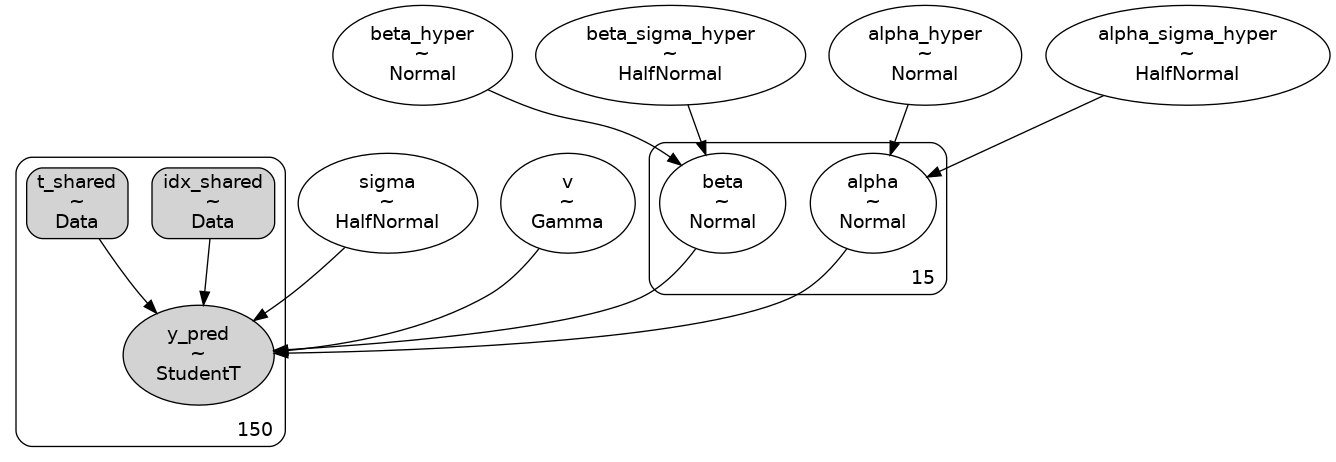 beta_hyper
~
Normal
beta_sigma_hyper
~
HalfNormal
alpha_hyper
~
Normal
alpha_sigma_hyper
~
HalfNormal
t_shared
~
Data
idx_shared
~
Data
sigma
~
HalfNormal
v
~
Gamma
beta
~
Normal
alpha
~
Normal
15
y_pred
~
StudentT
150